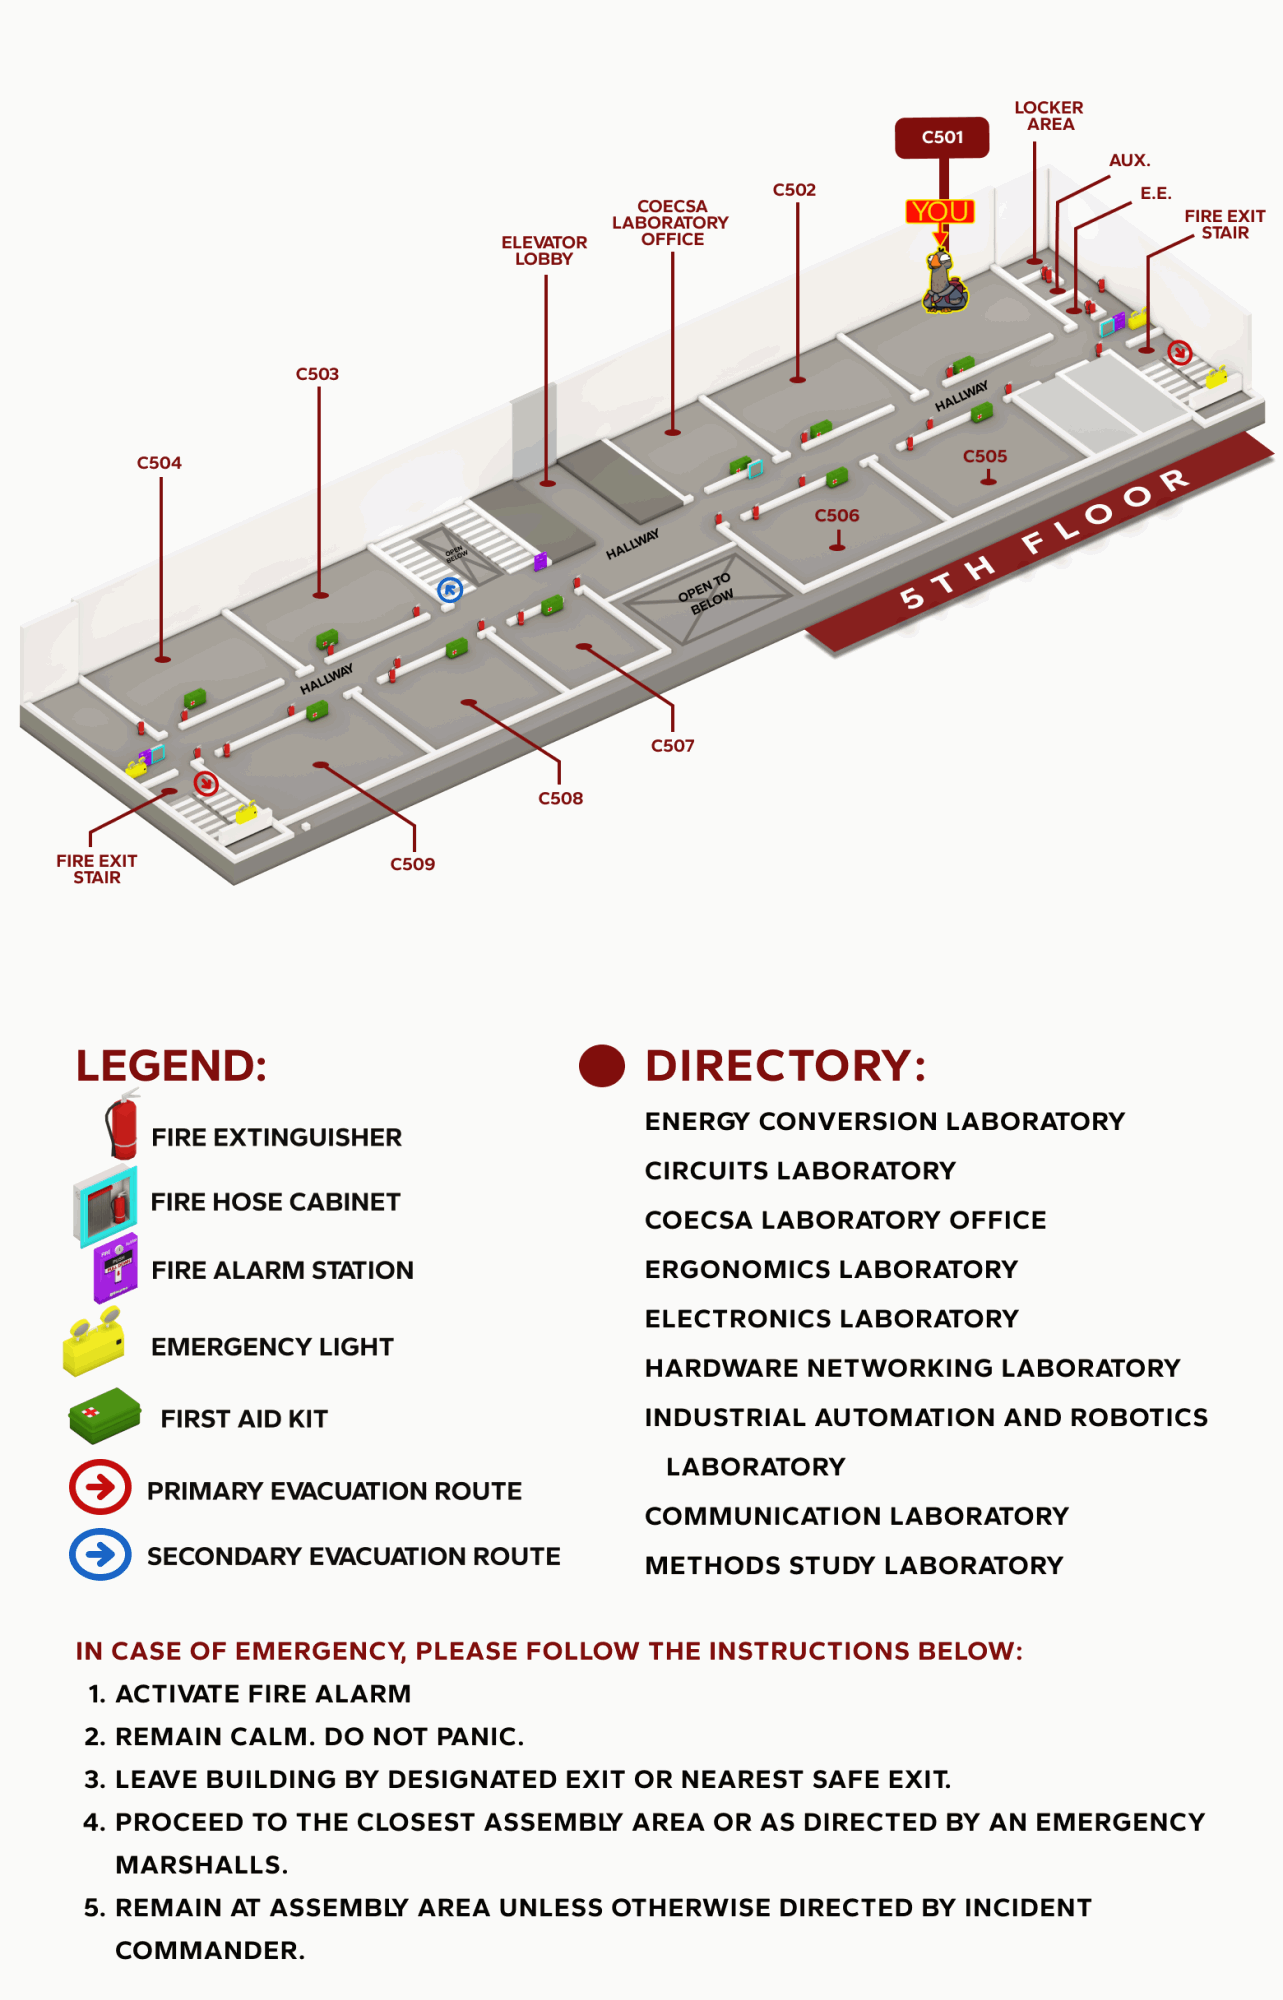 LOCKER
AREA
C501
AUX.
C502
E.E.
YOU
COECSA
LABORATORY
OFFICE
FIRE EXIT
STAIR
ELEVATOR
LOBBY
C503
HALLWAY
C505
C504
5TH FLOOR
C506
HALLWAY
OPEN
BELOW
OPEN TO
BELOW
HALLWAY
C507
C508
FIRE EXIT
STAIR
C509
LEGEND:
FIRE EXTINGUISHER
FIRE HOSE CABINET
FIRE ALARM STATION
EMERGENCY LIGHT
FIRST AID KIT
PRIMARY EVACUATION ROUTE
SECONDARY EVACUATION ROUTE
DIRECTORY:
ENERGY CONVERSION LABORATORY
CIRCUITS LABORATORY
COECSA LABORATORY OFFICE
ERGONOMICS LABORATORY
ELECTRONICS LABORATORY
HARDWARE NETWORKING LABORATORY
INDUSTRIAL AUTOMATION AND ROBOTICS
LABORATORY
COMMUNICATION LABORATORY
METHODS STUDY LABORATORY
IN CASE OF EMERGENCY, PLEASE FOLLOW THE INSTRUCTIONS BELOW:
1. ACTIVATE FIRE ALARM
2. REMAIN CALM. DO NOT PANIC.
3. LEAVE BUILDING BY DESIGNATED EXIT OR NEAREST SAFE EXIT.
4. PROCEED TO THE CLOSEST ASSEMBLY AREA OR AS DIRECTED BY AN EMERGENCY
MARSHALLS.
5. REMAIN AT ASSEMBLY AREA UNLESS OTHERWISE DIRECTED BY INCIDENT
COMMANDER.